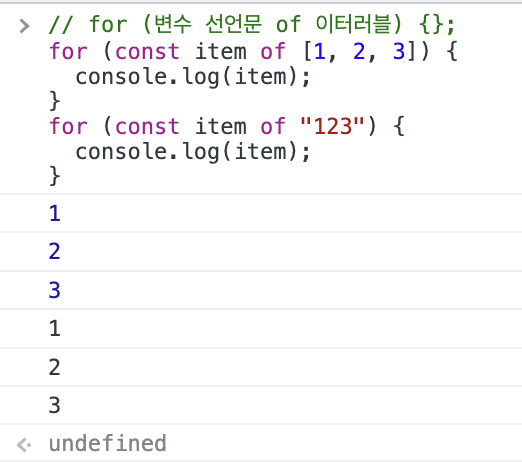 // for (변수 선언문 of 이터러블) {};
for (const item of [1, 2, 3]) {
  console.log(item);
}
for (const item of "123") {
  console.log(item);
}
1
2
3
1
2
3
undefined